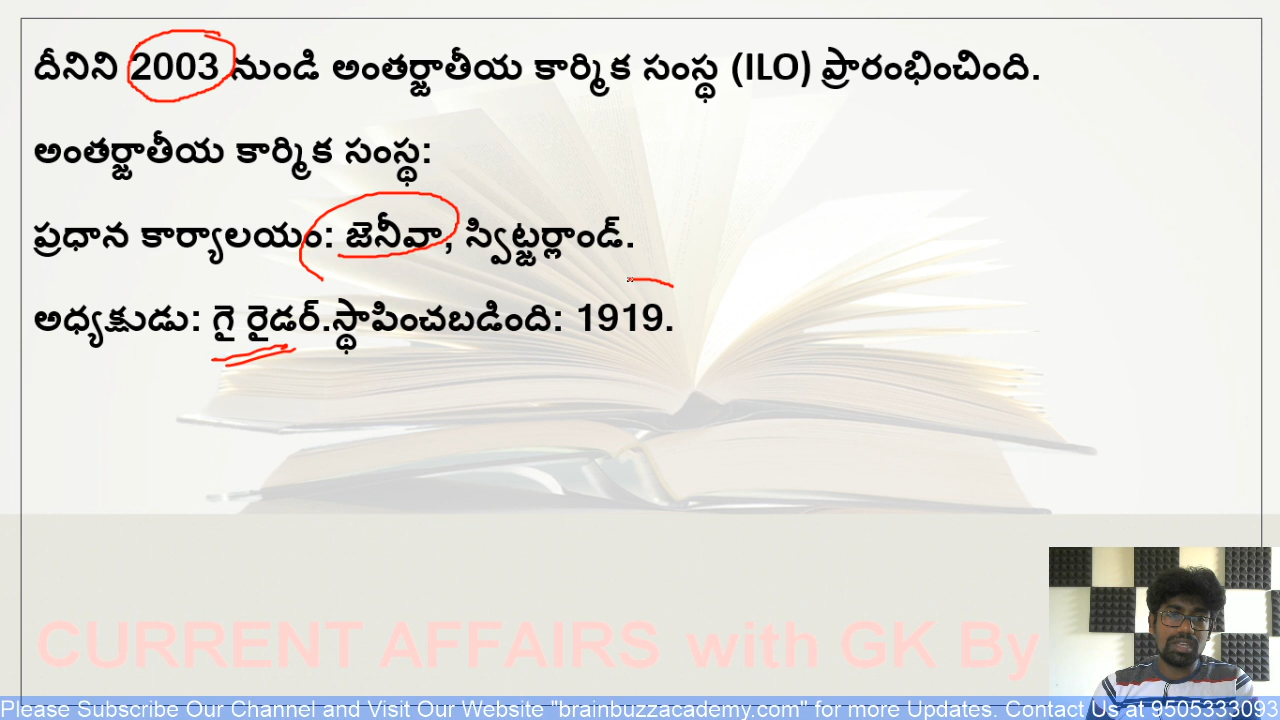 దీనిని 2003 నుండి అంతర్జాతీయ కార్మిక సంస్థ (ILO) ప్రారంభించింది.
అంతర్జాతీయ కార్మిక సంస్థ:
ప్రధాన కార్యాలయం: జెనీవా, స్విట్జర్లాండ్.
అధ్యక్షుడు: గై రైడర్.స్థాపించబడింది: 1919.
CURRENT AFFAIRS with GK By
Please Subscribe Our Channel and Visit Our Website "brainbuzzacademy.com" for more Updates. Contact Us at 9505333093